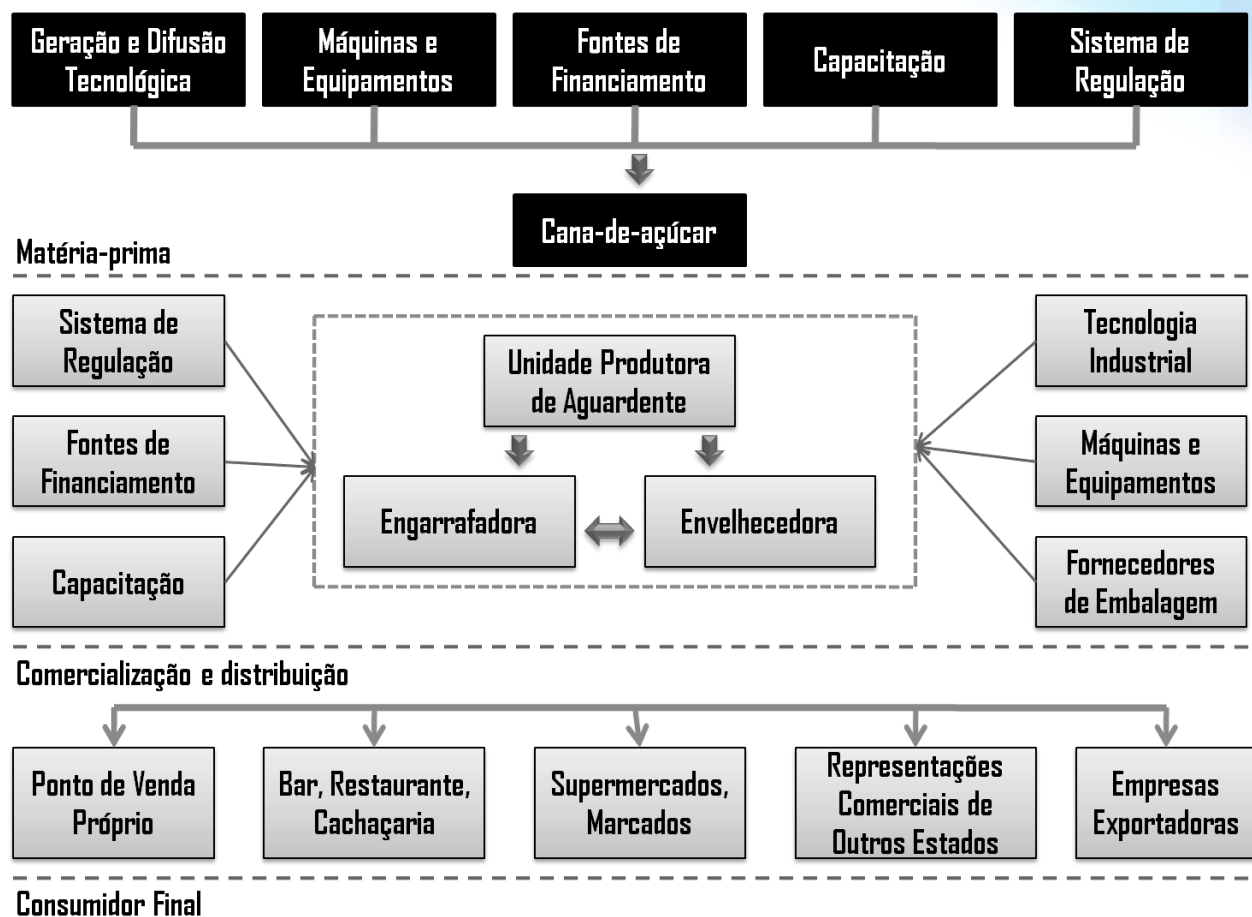 Geração e Difusão
Tecnológica
Máquinas e
Equipamentos
Fontes de
Financiamento
Capacitação
Sistema de
Regulação
Cana-de-açúcar
Matéria-prima
Sistema de
Regulação
Fontes de
Financiamento
Capacitação
Unidade Produtora
de Aguardente
Engarrafadora
Envelhecedora
Tecnologia
Industrial
Máquinas e
Equipamentos
Fornecedores
de Embalagem
Comercialização e distribuição
Ponto de Venda
Próprio
Bar, Restaurante,
Cachaçaria
Supermercados,
Marcados
Representações
Comerciais de
Outros Estados
Empresas
Exportadoras
Consumidor Final